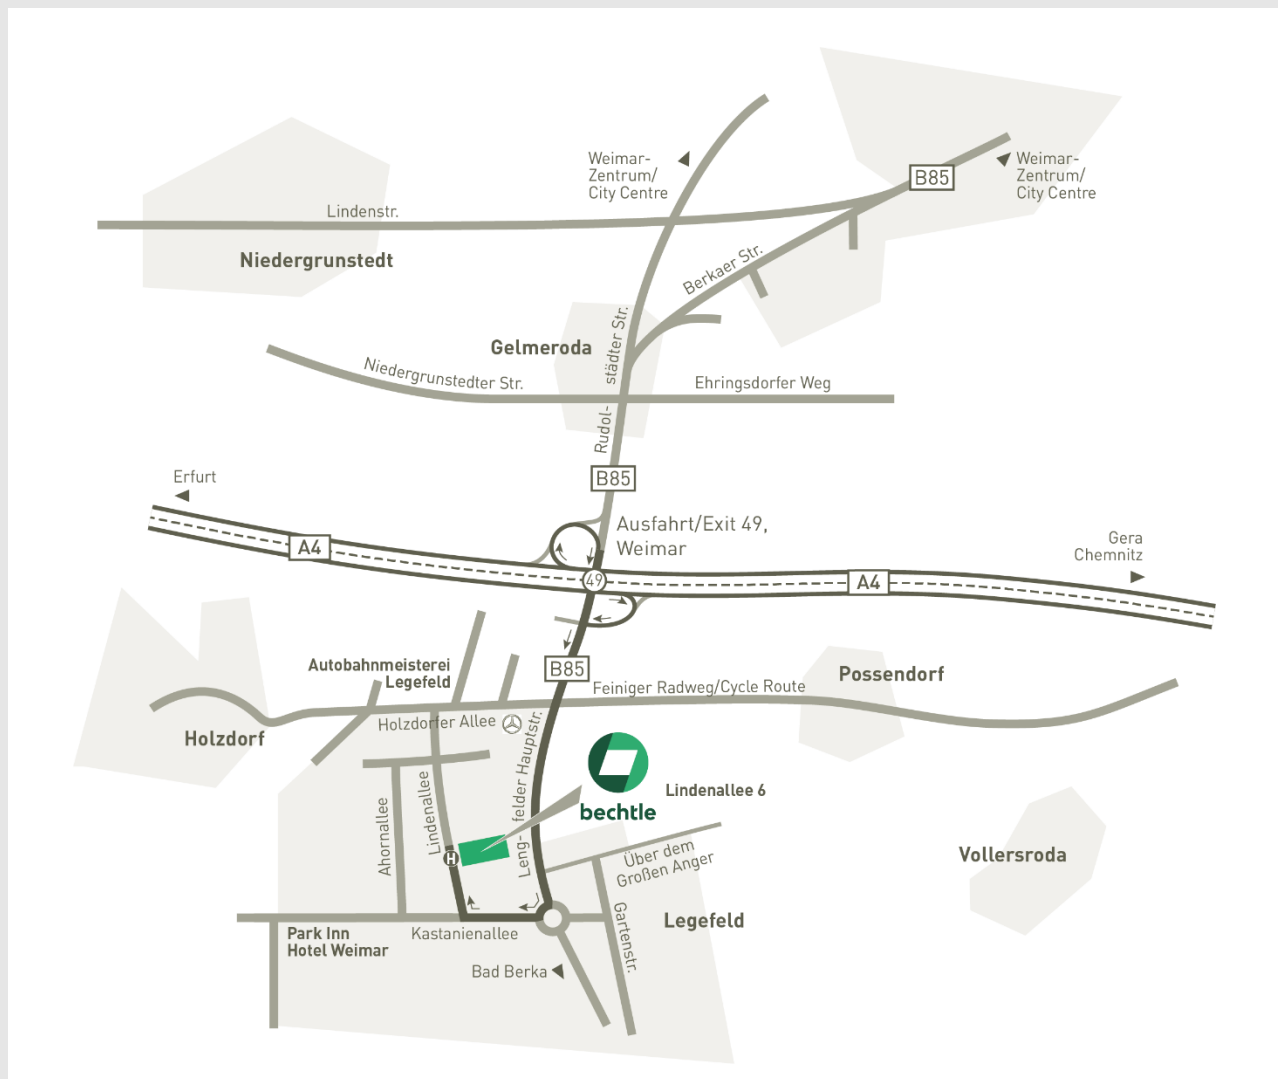 Weimar-
Zentrum/
City Centre
B85
Weimar-
Zentrum/
City Centre
Lindenstr.
Niedergrunstedt
Berkaer Str.
Gelmeroda
Rudol-
städter Str.
Niedergrunstedter Str.
Ehringsdorfer Weg
B85
Erfurt
Ausfahrt/Exit 49,
Weimar
A4
Gera
Chemnitz
49
A4
Autobahnmeisterei
Legefeld
B85
Feiniger Radweg/Cycle Route
Possendorf
Holzdorf
Holzdorfer Allee
Leng-
felder Hauptstr.
bechtle
Lindenallee 6
Ahornallee
Lindenallee
H
Über dem
Großen Anger
Vollersroda
Gartenstr.
Legefeld
Park Inn
Hotel Weimar
Kastanienallee
Bad Berka